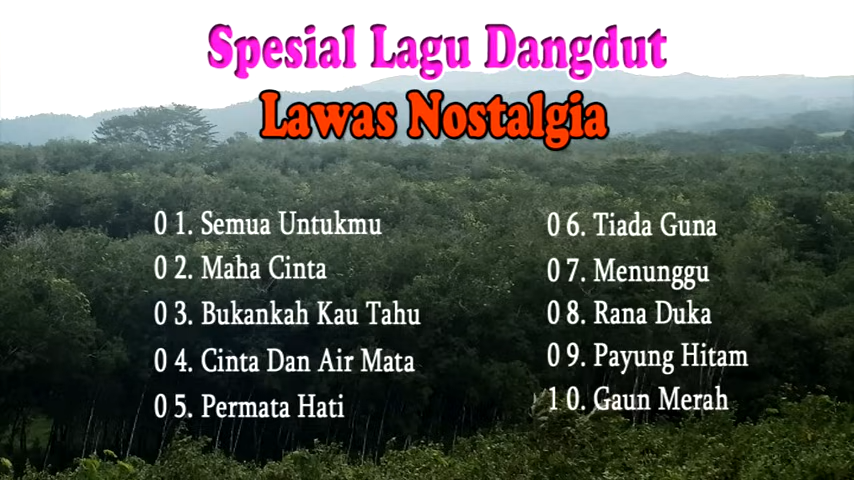 Spesial Lagu Dangdut
Lawas Nostalgia
0 1. Semua Untukmu
0 2. Maha Cinta
0 3. Bukankah Kau Tahu
0 4. Cinta Dan Air Mata
0 5. Permata Hati
0 6. Tiada Guna
0 7. Menunggu
0 8. Rana Duka
0 9. Payung Hitam
1 0. Gaun Merah